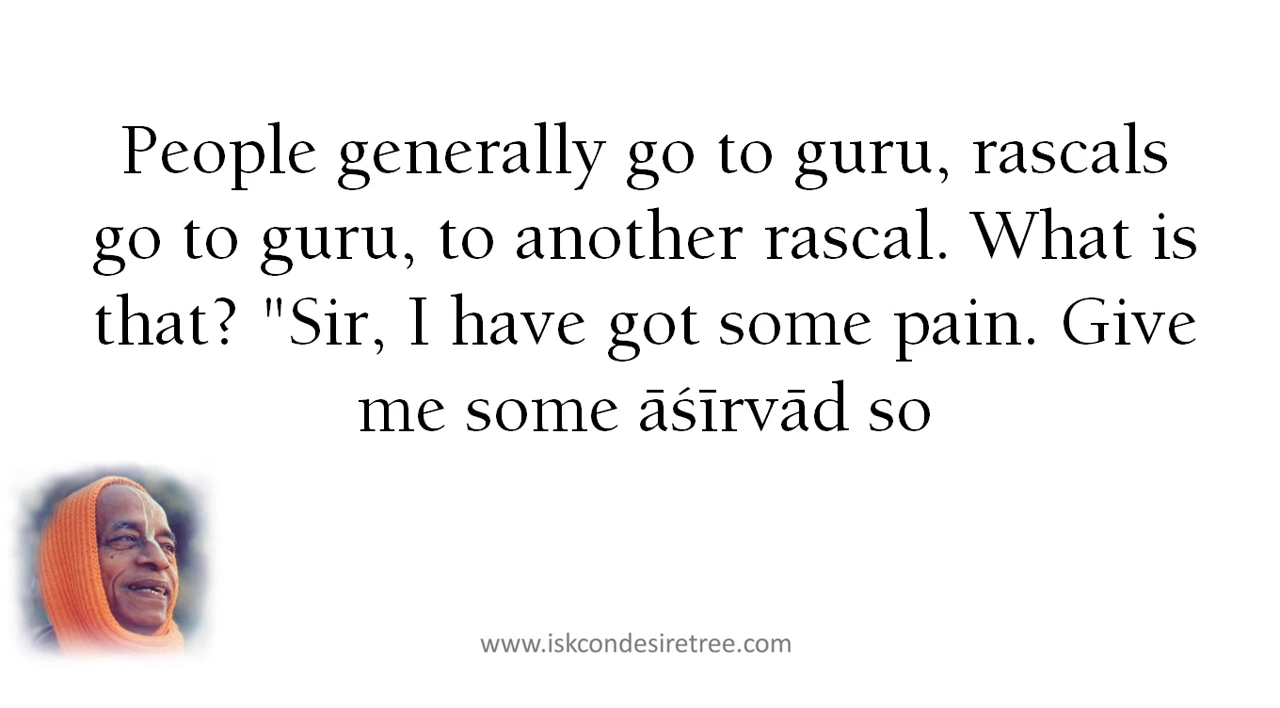 People generally go to guru, rascals
go to guru, to another rascal. What is
that? "Sir, I have got some pain. Give
me some āśīrvād so
www.iskcondesiretree.com